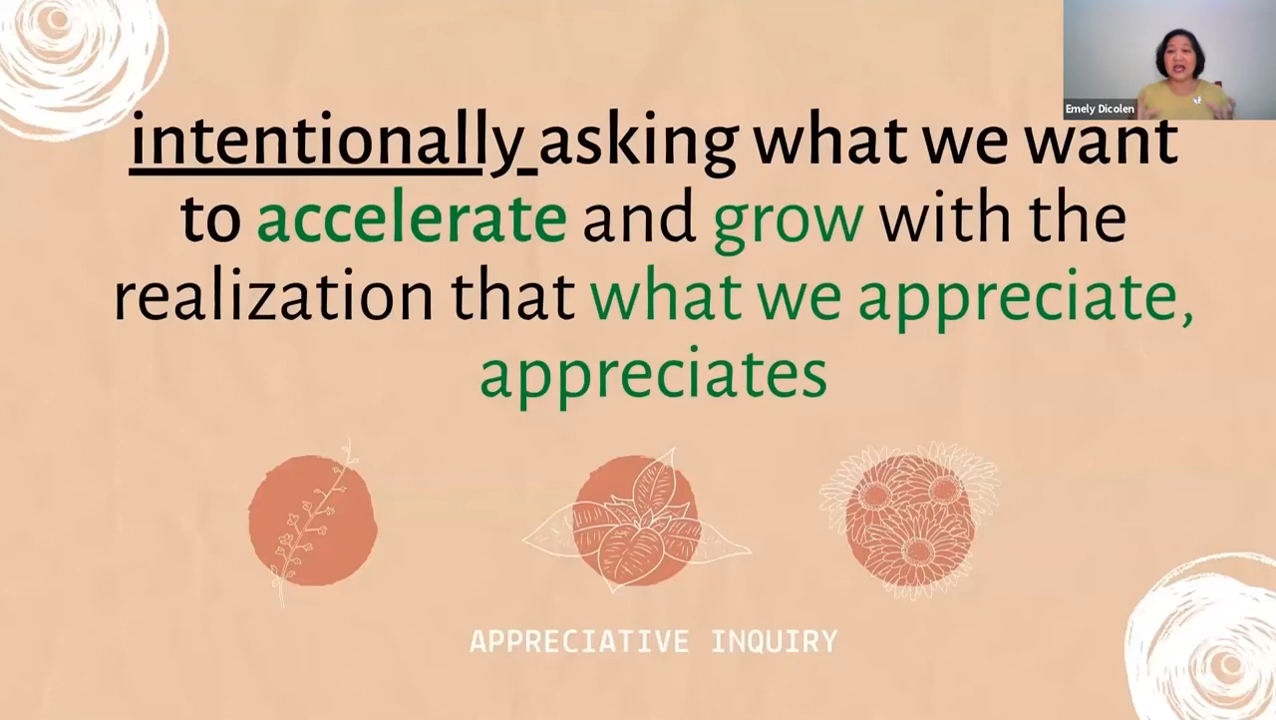 Emely Dicolen
intentionally asking what we want
to accelerate and grow with the
realization that what we appreciate,
appreciates
APPRECIATIVE INQUIRY